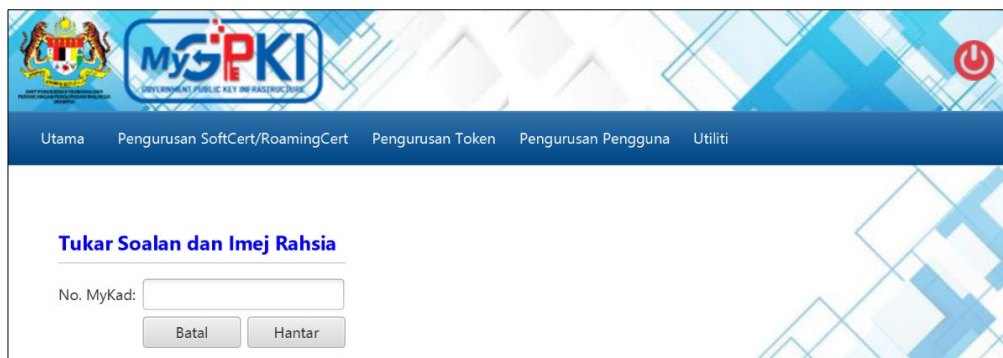 MyGPKI
GOVERNMENT PUBLIC KEY INFRASTRUCTURE
Utama Pengurusan SoftCert/RoamingCert Pengurusan Token Pengurusan Pengguna Utiliti
Tukar Soalan dan Imej Rahsia
No. MyKad:
Batal Hantar